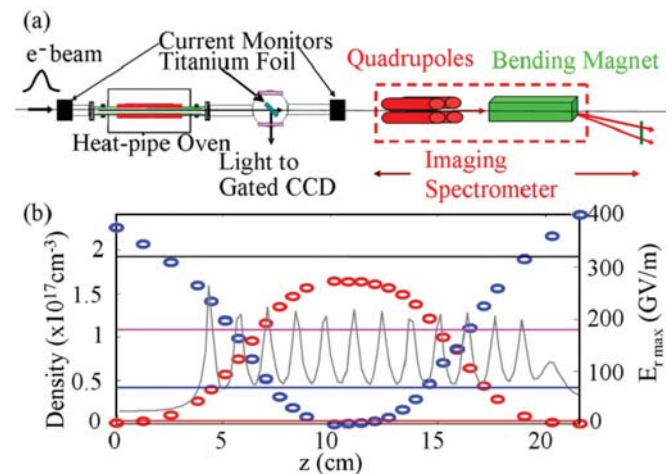 (a)
e⁻ beam
Current Monitors
Titanium Foil
Quadrupoles
Bending Magnet
Heat-pipe Oven
Light to
Gated CCD
Imaging
Spectrometer
(b)
Density (x10¹⁷cm⁻³)
2
1.5
1
0.5
0
400
300
200
100
0
E_r max (GV/m)
0 5 10 15 20
z (cm)